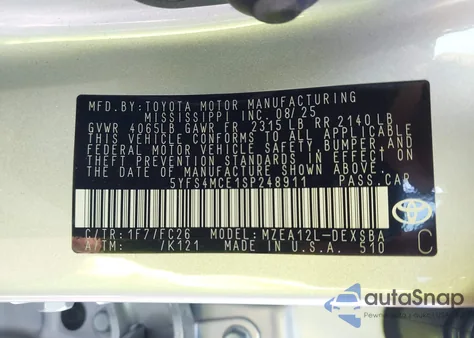 MFD.BY:TOYOTA MOTOR MANUFACTURING
MISSISSIPPI INC. 08/25
GVWR 4065LB GAWR FR 2315 LB RR 2140 LB
THIS VEHICLE CONFORMS TO ALL APPLICABLE
FEDERAL MOTOR VEHICLE SAFETY, BUMPER, AND
THEFT PREVENTION STANDARDS IN EFFECT ON
THE DATE OF MANUFACTURE SHOWN ABOVE.
5YFS4MCE1SP248911 PASS.CAR
C/TR:1F7/FC26 MODEL:MZEA12L-DEXSBA
A/TM: /K121 MADE IN U.S.A. 510
TOYOTA
C
autoSnap